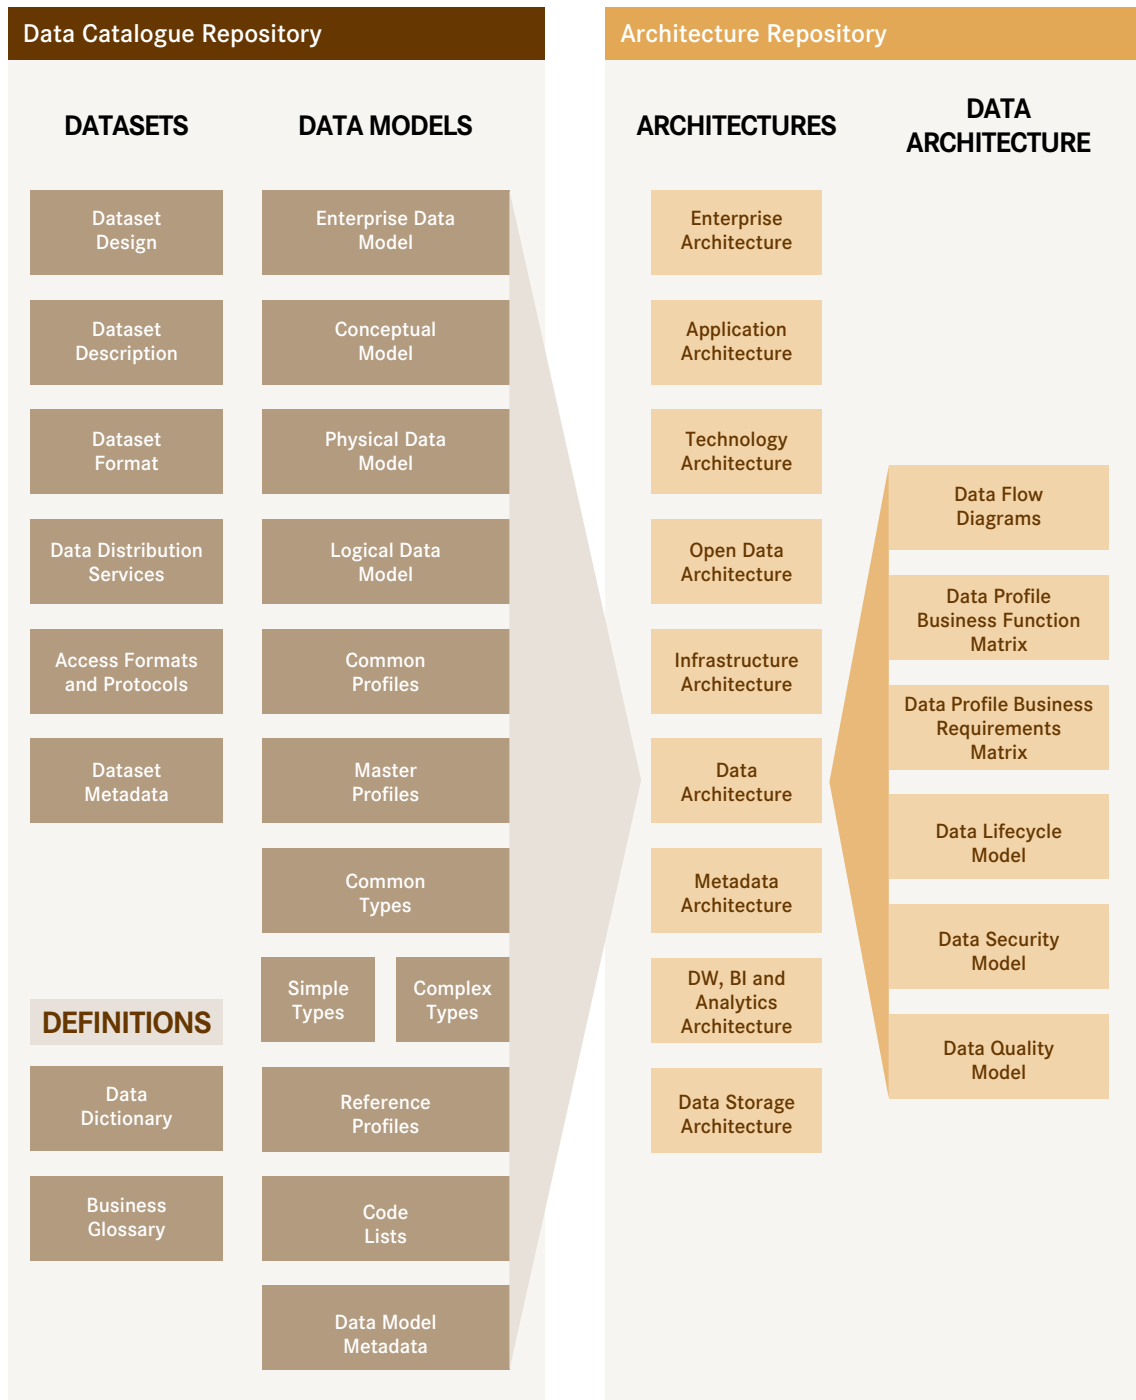 Data Catalogue Repository
DATASETS
Dataset
Design
Dataset
Description
Dataset
Format
Data Distribution
Services
Access Formats
and Protocols
Dataset
Metadata
DEFINITIONS
Data
Dictionary
Business
Glossary
DATA MODELS
Enterprise Data
Model
Conceptual
Model
Physical Data
Model
Logical Data
Model
Common
Profiles
Master
Profiles
Common
Types
Simple
Types
Complex
Types
Reference
Profiles
Code
Lists
Data Model
Metadata
Architecture Repository
ARCHITECTURES
Enterprise
Architecture
Application
Architecture
Technology
Architecture
Open Data
Architecture
Infrastructure
Architecture
Data
Architecture
Metadata
Architecture
DW, BI and
Analytics
Architecture
Data Storage
Architecture
DATA
ARCHITECTURE
Data Flow
Diagrams
Data Profile
Business Function
Matrix
Data Profile Business
Requirements
Matrix
Data Lifecycle
Model
Data Security
Model
Data Quality
Model